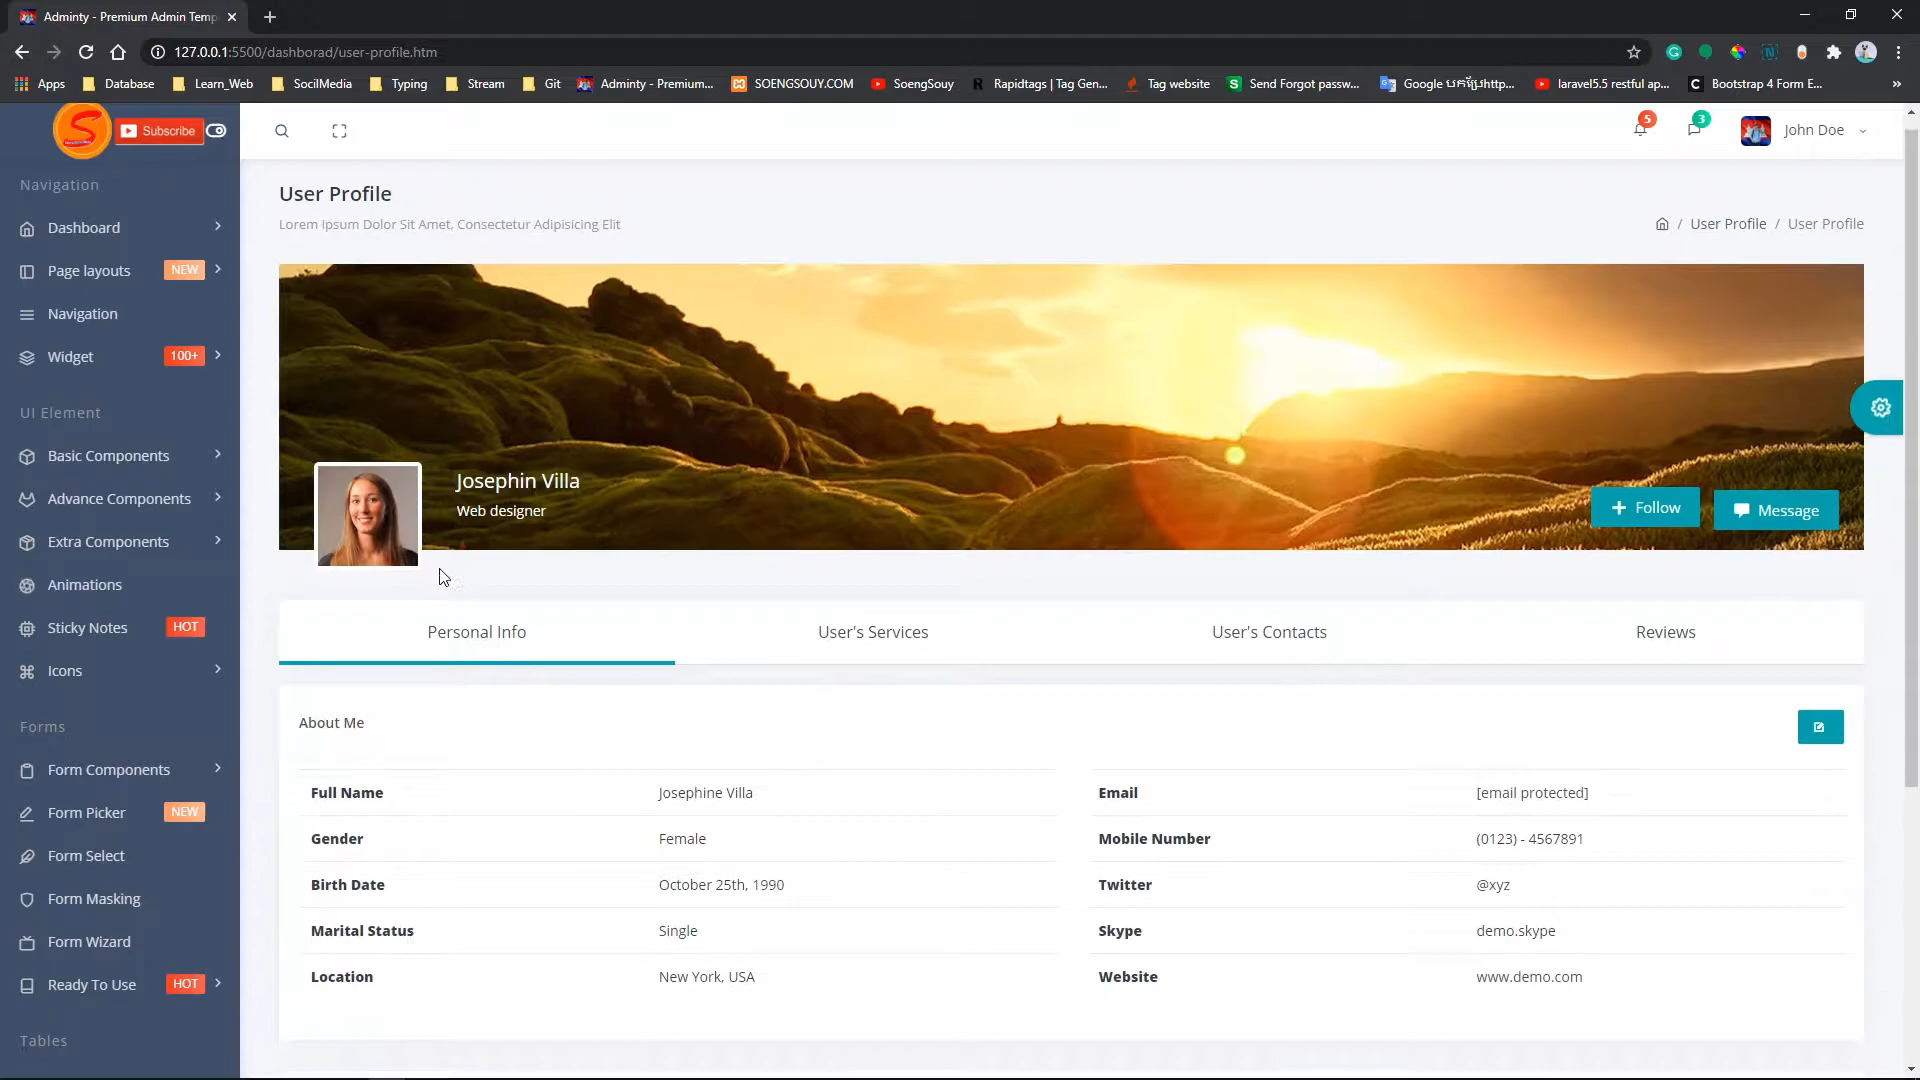 Adminty - Premium Admin Temp
127.0.0.1:5500/dashborad/user-profile.htm
Apps
Database
Learn_Web
SocilMedia
Typing
Stream
Git
Adminty - Premium...
SOENGSOUY.COM
SoengSouy
Rapidtags | Tag Gen...
Tag website
Send Forgot passw...
Google
laravel5.5 restful ap...
Bootstrap 4 Form E...
»
S
Subscribe
5
3
John Doe
Navigation
Dashboard
Page layouts NEW
Navigation
Widget 100+
UI Element
Basic Components
Advance Components
Extra Components
Animations
Sticky Notes HOT
Icons
Forms
Form Components
Form Picker NEW
Form Select
Form Masking
Form Wizard
Ready To Use HOT
Tables
User Profile
Lorem Ipsum Dolor Sit Amet, Consectetur Adipisicing Elit
/ User Profile / User Profile
Josephin Villa
Web designer
+ Follow
Message
Personal Info
User's Services
User's Contacts
Reviews
About Me
Full Name Josephine Villa
Gender Female
Birth Date October 25th, 1990
Marital Status Single
Location New York, USA
Email [email protected]
Mobile Number (0123) - 4567891
Twitter @xyz
Skype demo.skype
Website www.demo.com